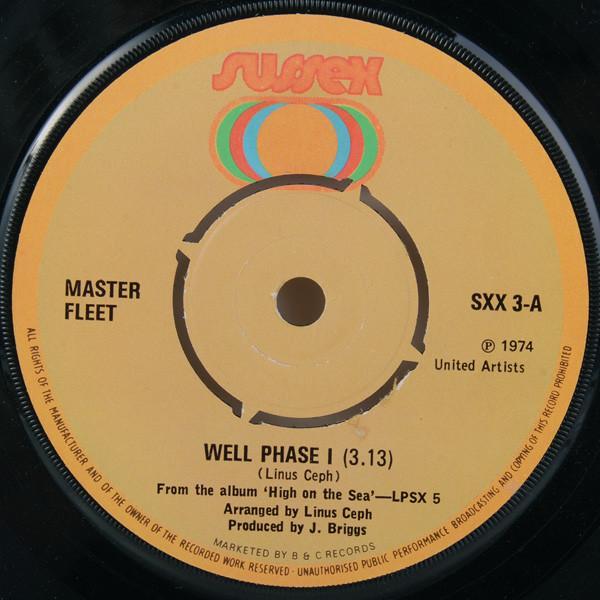 sussex
MASTER
FLEET
SXX 3-A
Ⓟ 1974
United Artists
WELL PHASE I (3.13)
(Linus Ceph)
From the album 'High on the Sea'—LPSX 5
Arranged by Linus Ceph
Produced by J. Briggs
MARKETED BY B & C RECORDS
ALL RIGHTS OF THE MANUFACTURER AND OF THE OWNER OF THE RECORDED WORK RESERVED · UNAUTHORISED PUBLIC PERFORMANCE BROADCASTING AND COPYING OF THIS RECORD PROHIBITED